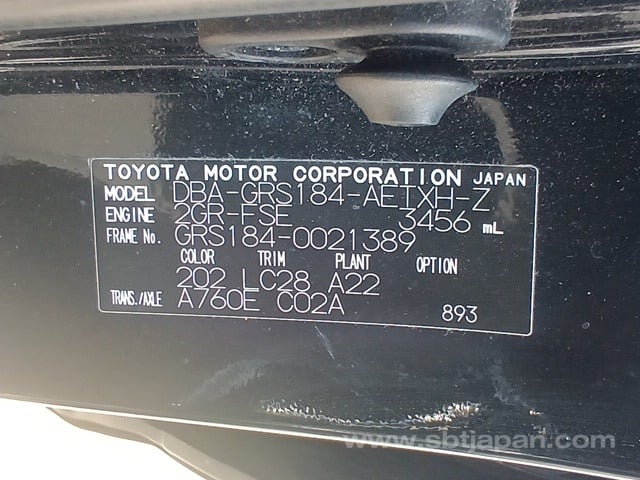 TOYOTA MOTOR CORPORATION JAPAN
MODEL DBA-GRS184-AETXH-Z
ENGINE 2GR-FSE 3456 mL
FRAME No. GRS184-0021389
COLOR TRIM PLANT OPTION
202 LC28 A22
TRANS./AXLE A760E C02A 893
www.sbtjapan.com